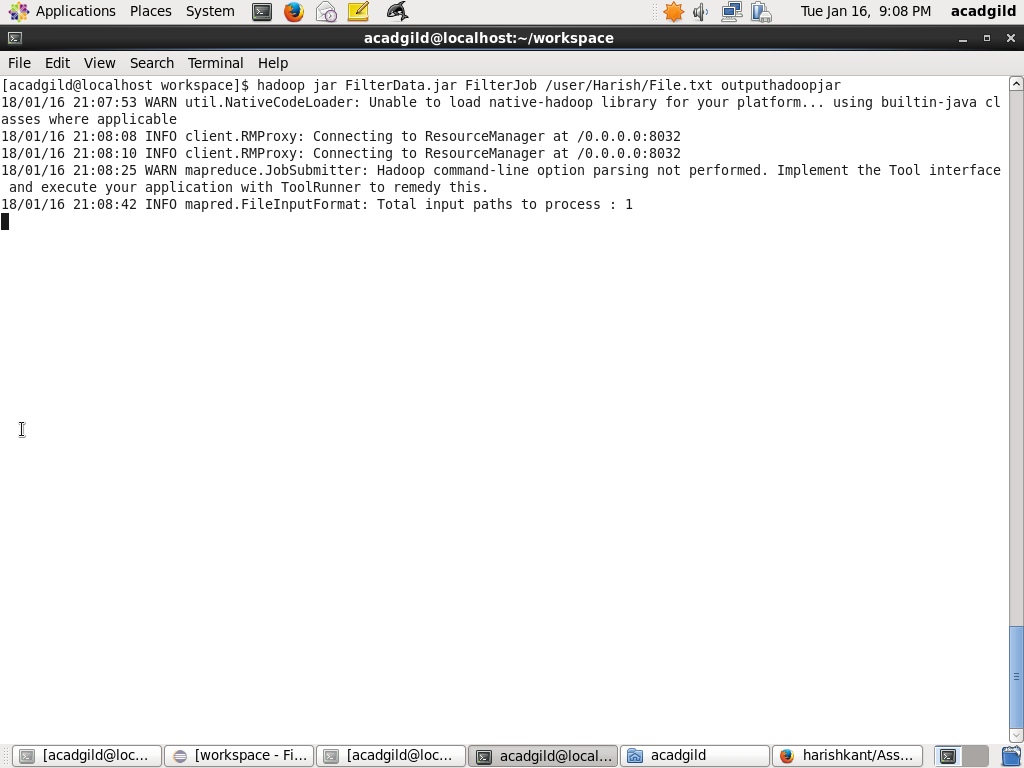 Applications Places System Tue Jan 16, 9:08 PM acadgild
acadgild@localhost:~/workspace
File Edit View Search Terminal Help
[acadgild@localhost workspace]$ hadoop jar FilterData.jar FilterJob /user/Harish/File.txt outputhadoopjar
18/01/16 21:07:53 WARN util.NativeCodeLoader: Unable to load native-hadoop library for your platform... using builtin-java cl
asses where applicable
18/01/16 21:08:08 INFO client.RMProxy: Connecting to ResourceManager at /0.0.0.0:8032
18/01/16 21:08:10 INFO client.RMProxy: Connecting to ResourceManager at /0.0.0.0:8032
18/01/16 21:08:25 WARN mapreduce.JobSubmitter: Hadoop command-line option parsing not performed. Implement the Tool interface
 and execute your application with ToolRunner to remedy this.
18/01/16 21:08:42 INFO mapred.FileInputFormat: Total input paths to process : 1
[acadgild@loc... [workspace - Fi... [acadgild@loc... acadgild@local... acadgild harishkant/Ass...